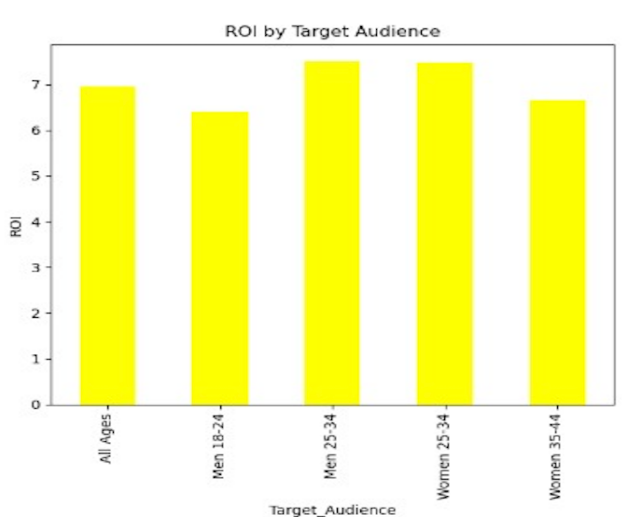 ROI by Target Audience
7
6
5
4
3
2
1
0
ROI
All Ages
Men 18-24
Men 25-34
Women 25-34
Women 35-44
Target_Audience